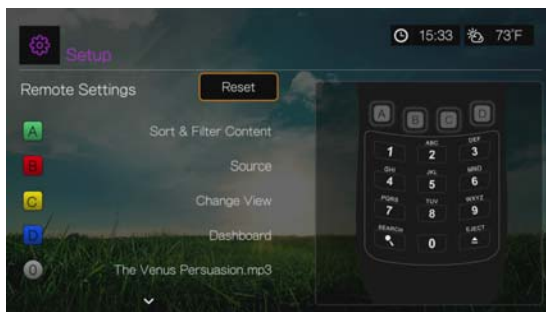 15:33 73°F
Setup
Remote Settings Reset
A Sort & Filter Content
B Source
C Change View
D Dashboard
0 The Venus Persuasion.mp3
A B C D
ABC DEF
1 2 3
GHI JKL MNO
4 5 6
PQRS TUV WXYZ
7 8 9
SEARCH EJECT
0